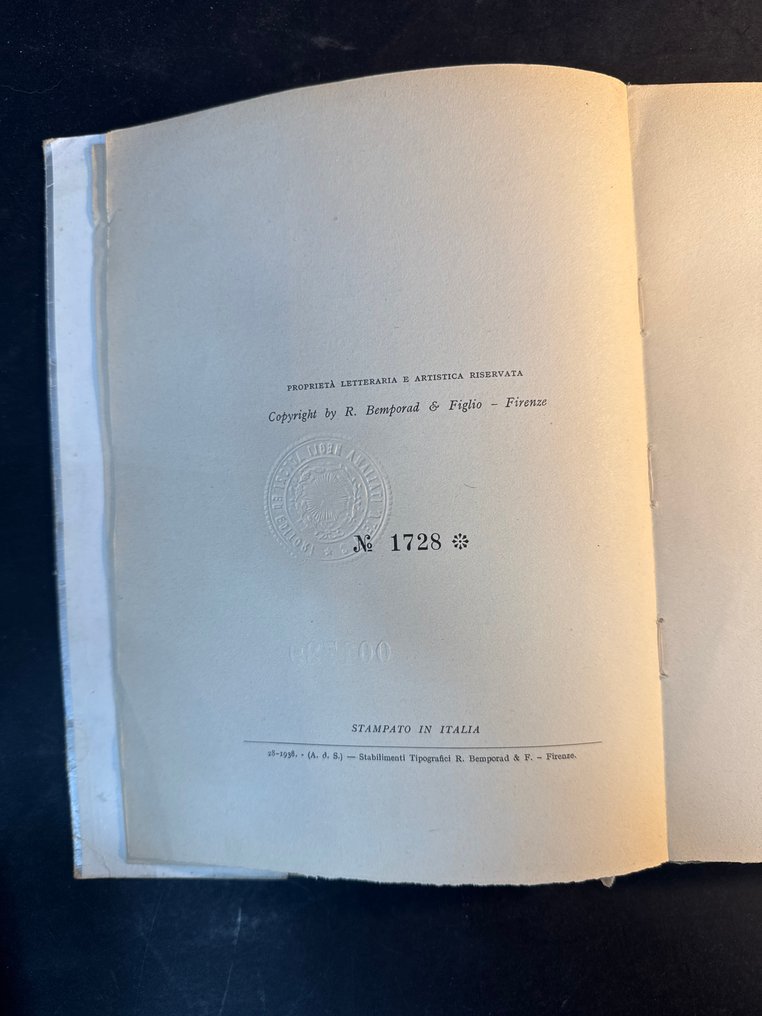 PROPRIETÀ LETTERARIA E ARTISTICA RISERVATA
Copyright by R. Bemporad & Figlio – Firenze
№ 1728
STAMPATO IN ITALIA
28-1938. - (A. d. S.) — Stabilimenti Tipografici R. Bemporad & F. – Firenze.